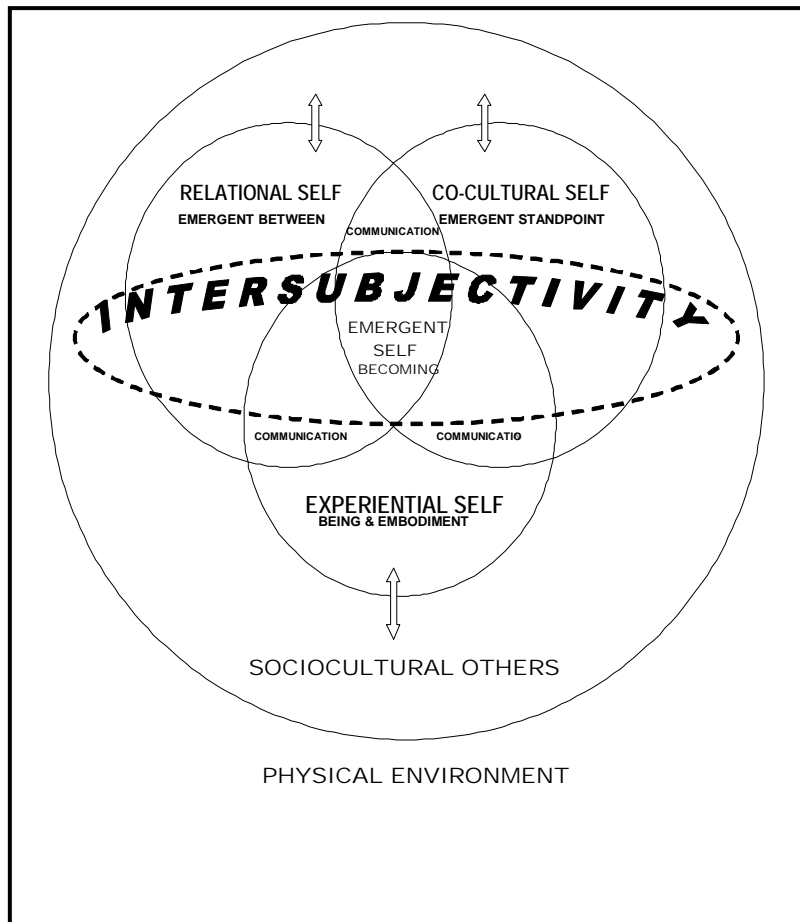 RELATIONAL SELF
EMERGENT BETWEEN
CO-CULTURAL SELF
EMERGENT STANDPOINT
COMMUNICATION
INTERSUBJECTIVITY
EMERGENT
SELF
BECOMING
COMMUNICATION
COMMUNICATIO
EXPERIENTIAL SELF
BEING & EMBODIMENT
SOCIOCULTURAL OTHERS
PHYSICAL ENVIRONMENT